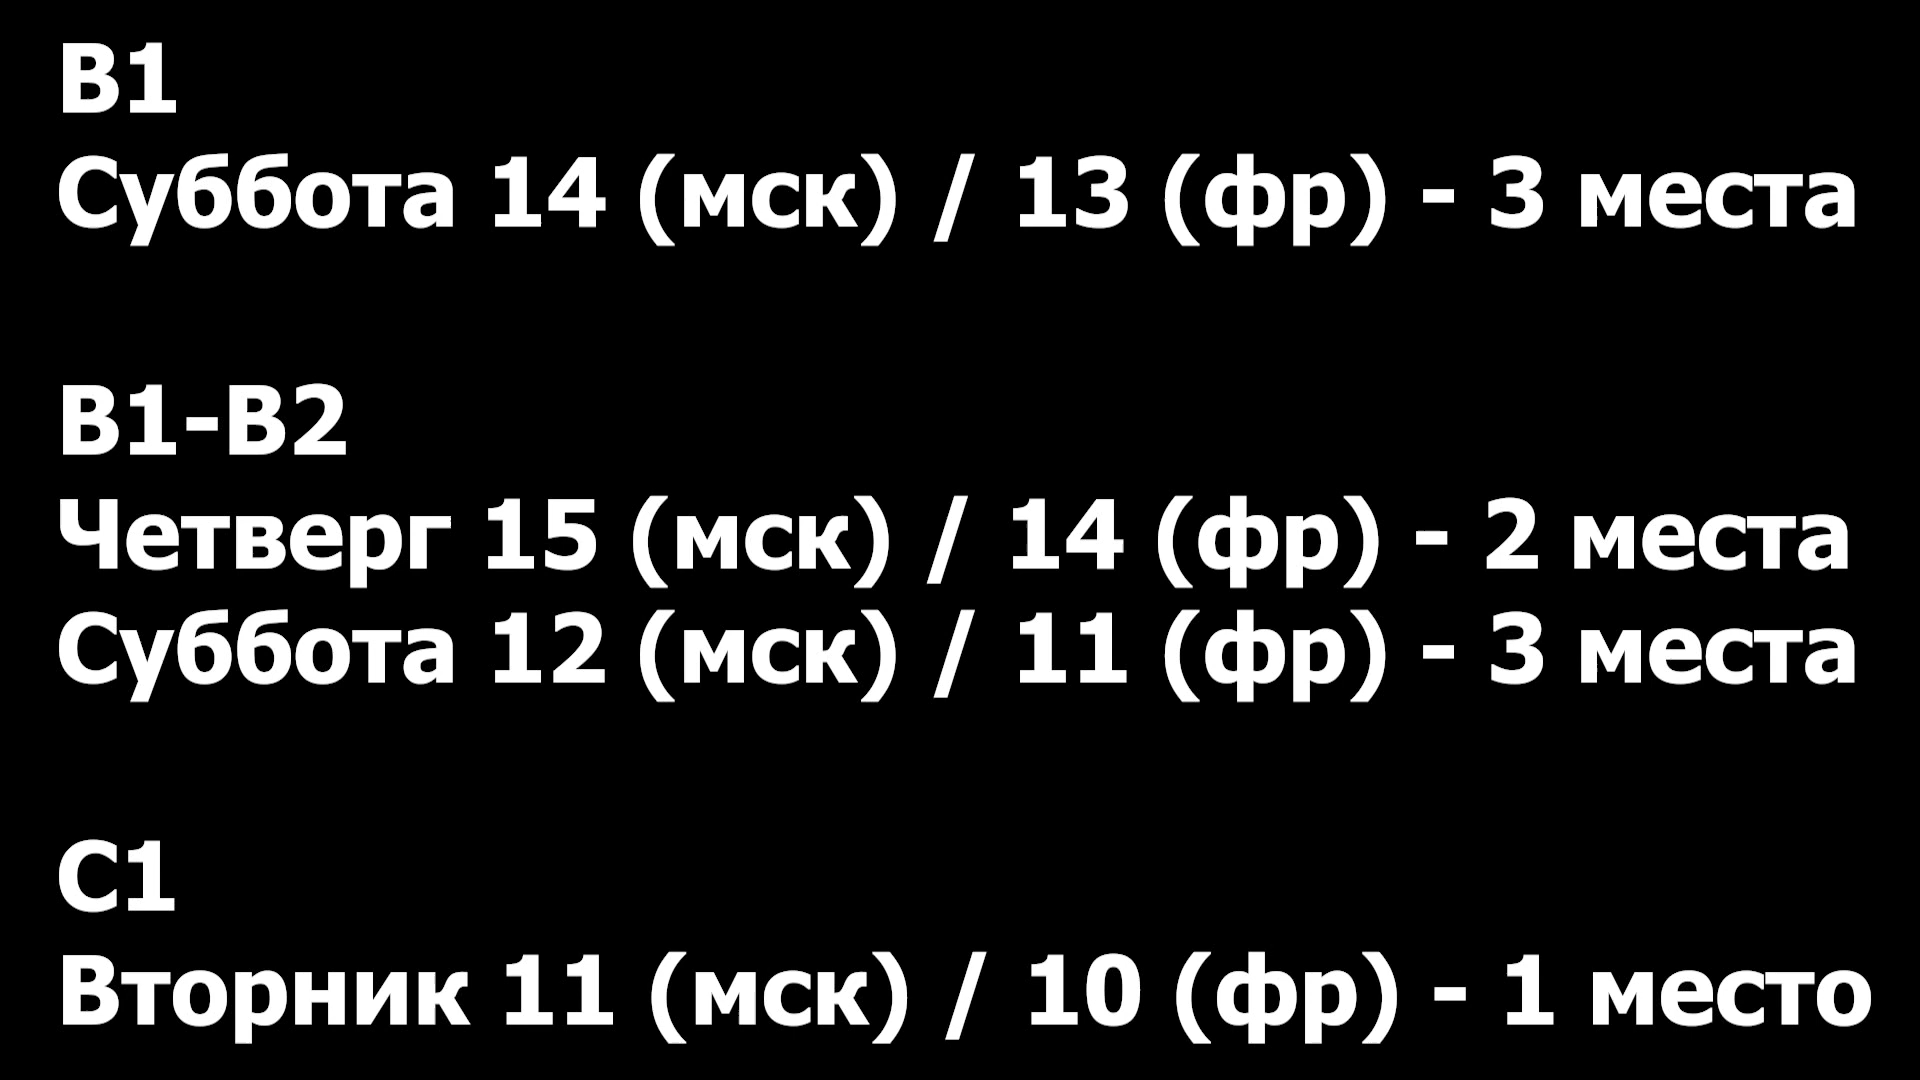 B1
Суббота 14 (мск) / 13 (фр) - 3 места
B1-B2
Четверг 15 (мск) / 14 (фр) - 2 места
Суббота 12 (мск) / 11 (фр) - 3 места
C1
Вторник 11 (мск) / 10 (фр) - 1 место